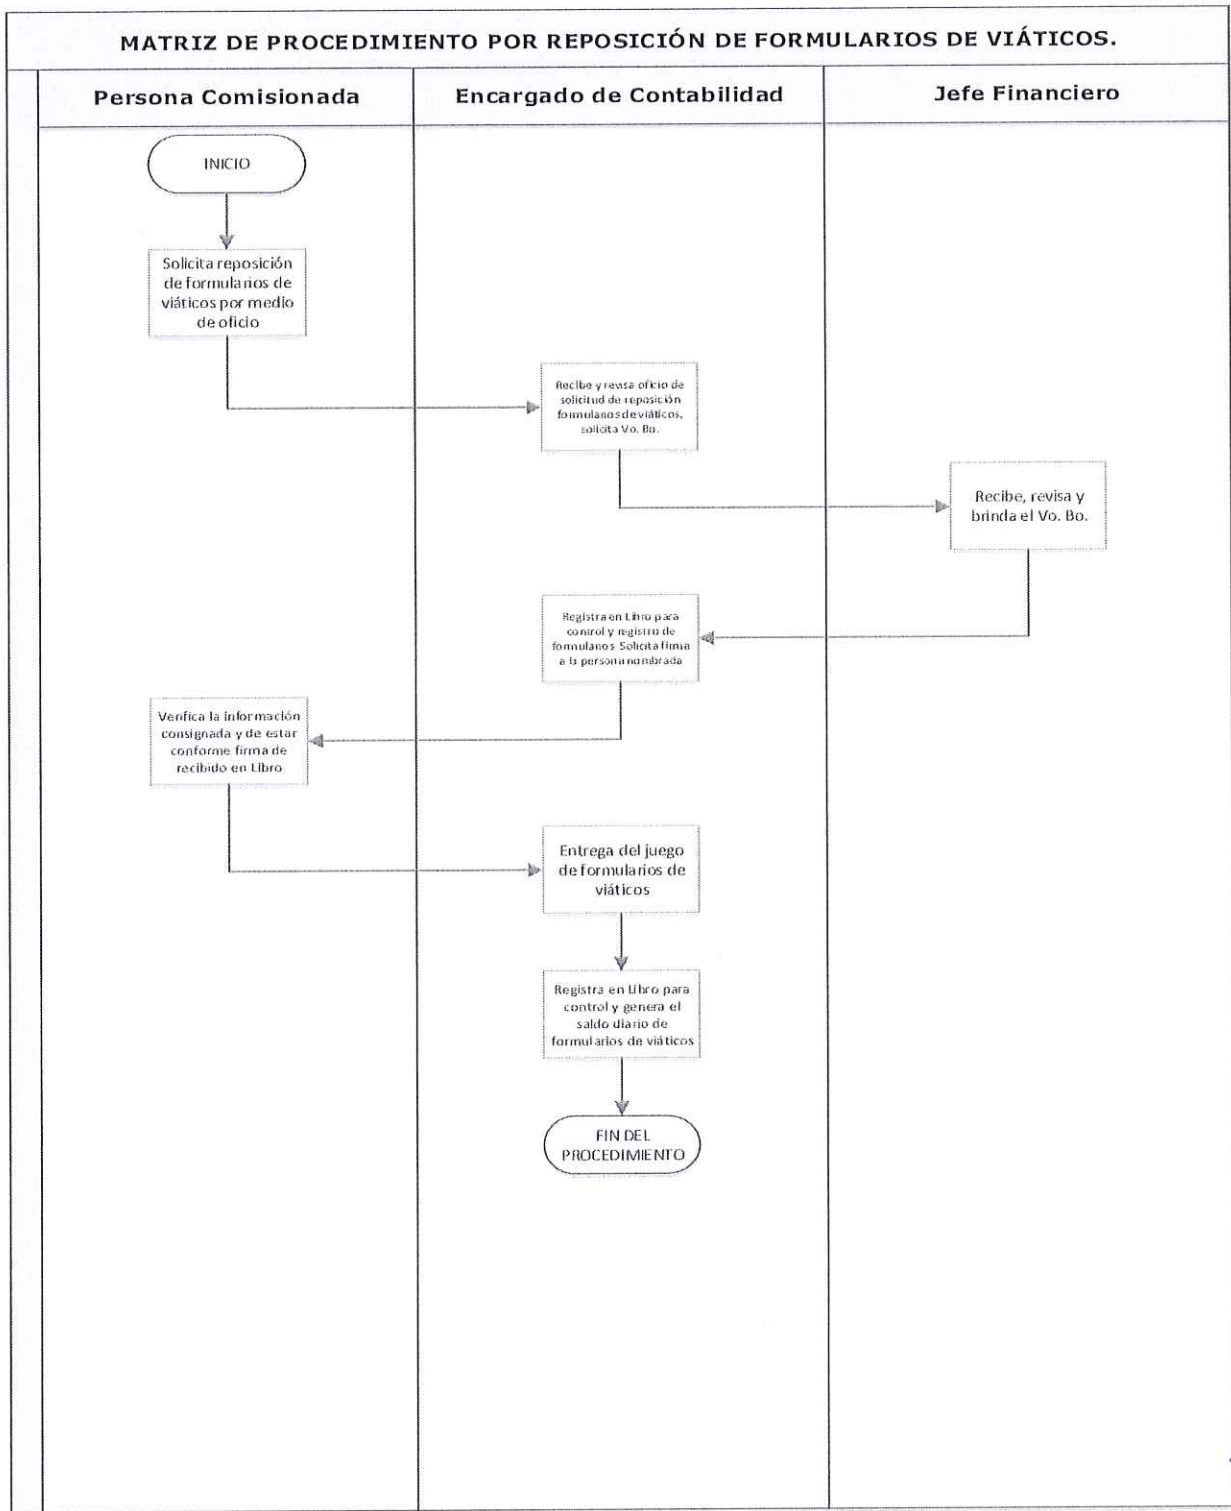 MATRIZ DE PROCEDIMIENTO POR REPOSICIÓN DE FORMULARIOS DE VIÁTICOS.
Persona Comisionada
Encargado de Contabilidad
Jefe Financiero
INICIO
Solicita reposición
de formularios de
viáticos por medio
de oficio
Recibe y revisa oficio de
solicitud de reposición
formularios de viáticos,
solicita Vo. Bo.
Recibe, revisa y
brinda el Vo. Bo.
Registra en Libro para
control y registro de
formularios. Solicita firma
a la persona nombrada
Verifica la información
consignada y de estar
conforme firma de
recibido en Libro
Entrega del juego
de formularios de
viáticos
Registra en Libro para
control y genera el
saldo diario de
formularios de viáticos
FIN DEL
PROCEDIMIENTO